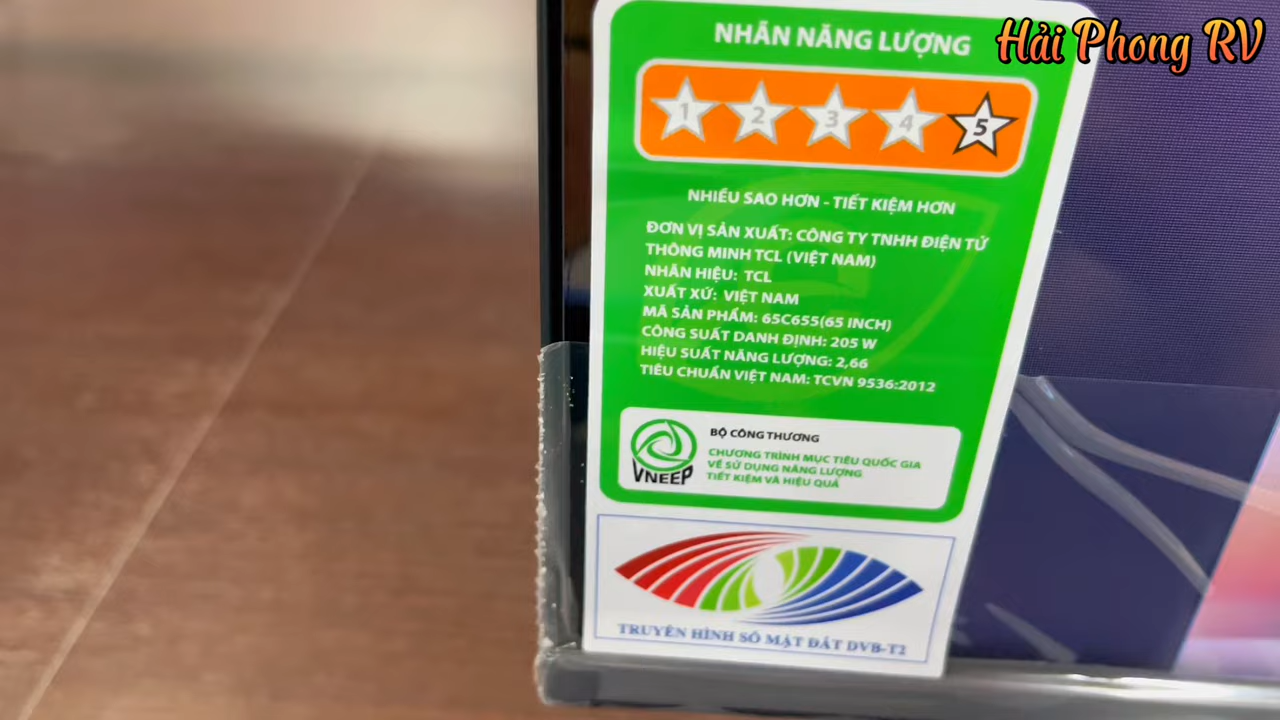 Hải Phong RV
NHÃN NĂNG LƯỢNG
1 2 3 4 5
NHIỀU SAO HƠN - TIẾT KIỆM HƠN
ĐƠN VỊ SẢN XUẤT: CÔNG TY TNHH ĐIỆN TỬ
THÔNG MINH TCL (VIỆT NAM)
NHÃN HIỆU: TCL
XUẤT XỨ: VIỆT NAM
MÃ SẢN PHẨM: 65C655(65 INCH)
CÔNG SUẤT DANH ĐỊNH: 205 W
HIỆU SUẤT NĂNG LƯỢNG: 2,66
TIÊU CHUẨN VIỆT NAM: TCVN 9536:2012
BỘ CÔNG THƯƠNG
CHƯƠNG TRÌNH MỤC TIÊU QUỐC GIA
VỀ SỬ DỤNG NĂNG LƯỢNG
TIẾT KIỆM VÀ HIỆU QUẢ
VNEEP
TRUYỀN HÌNH SỐ MẶT ĐẤT DVB-T2